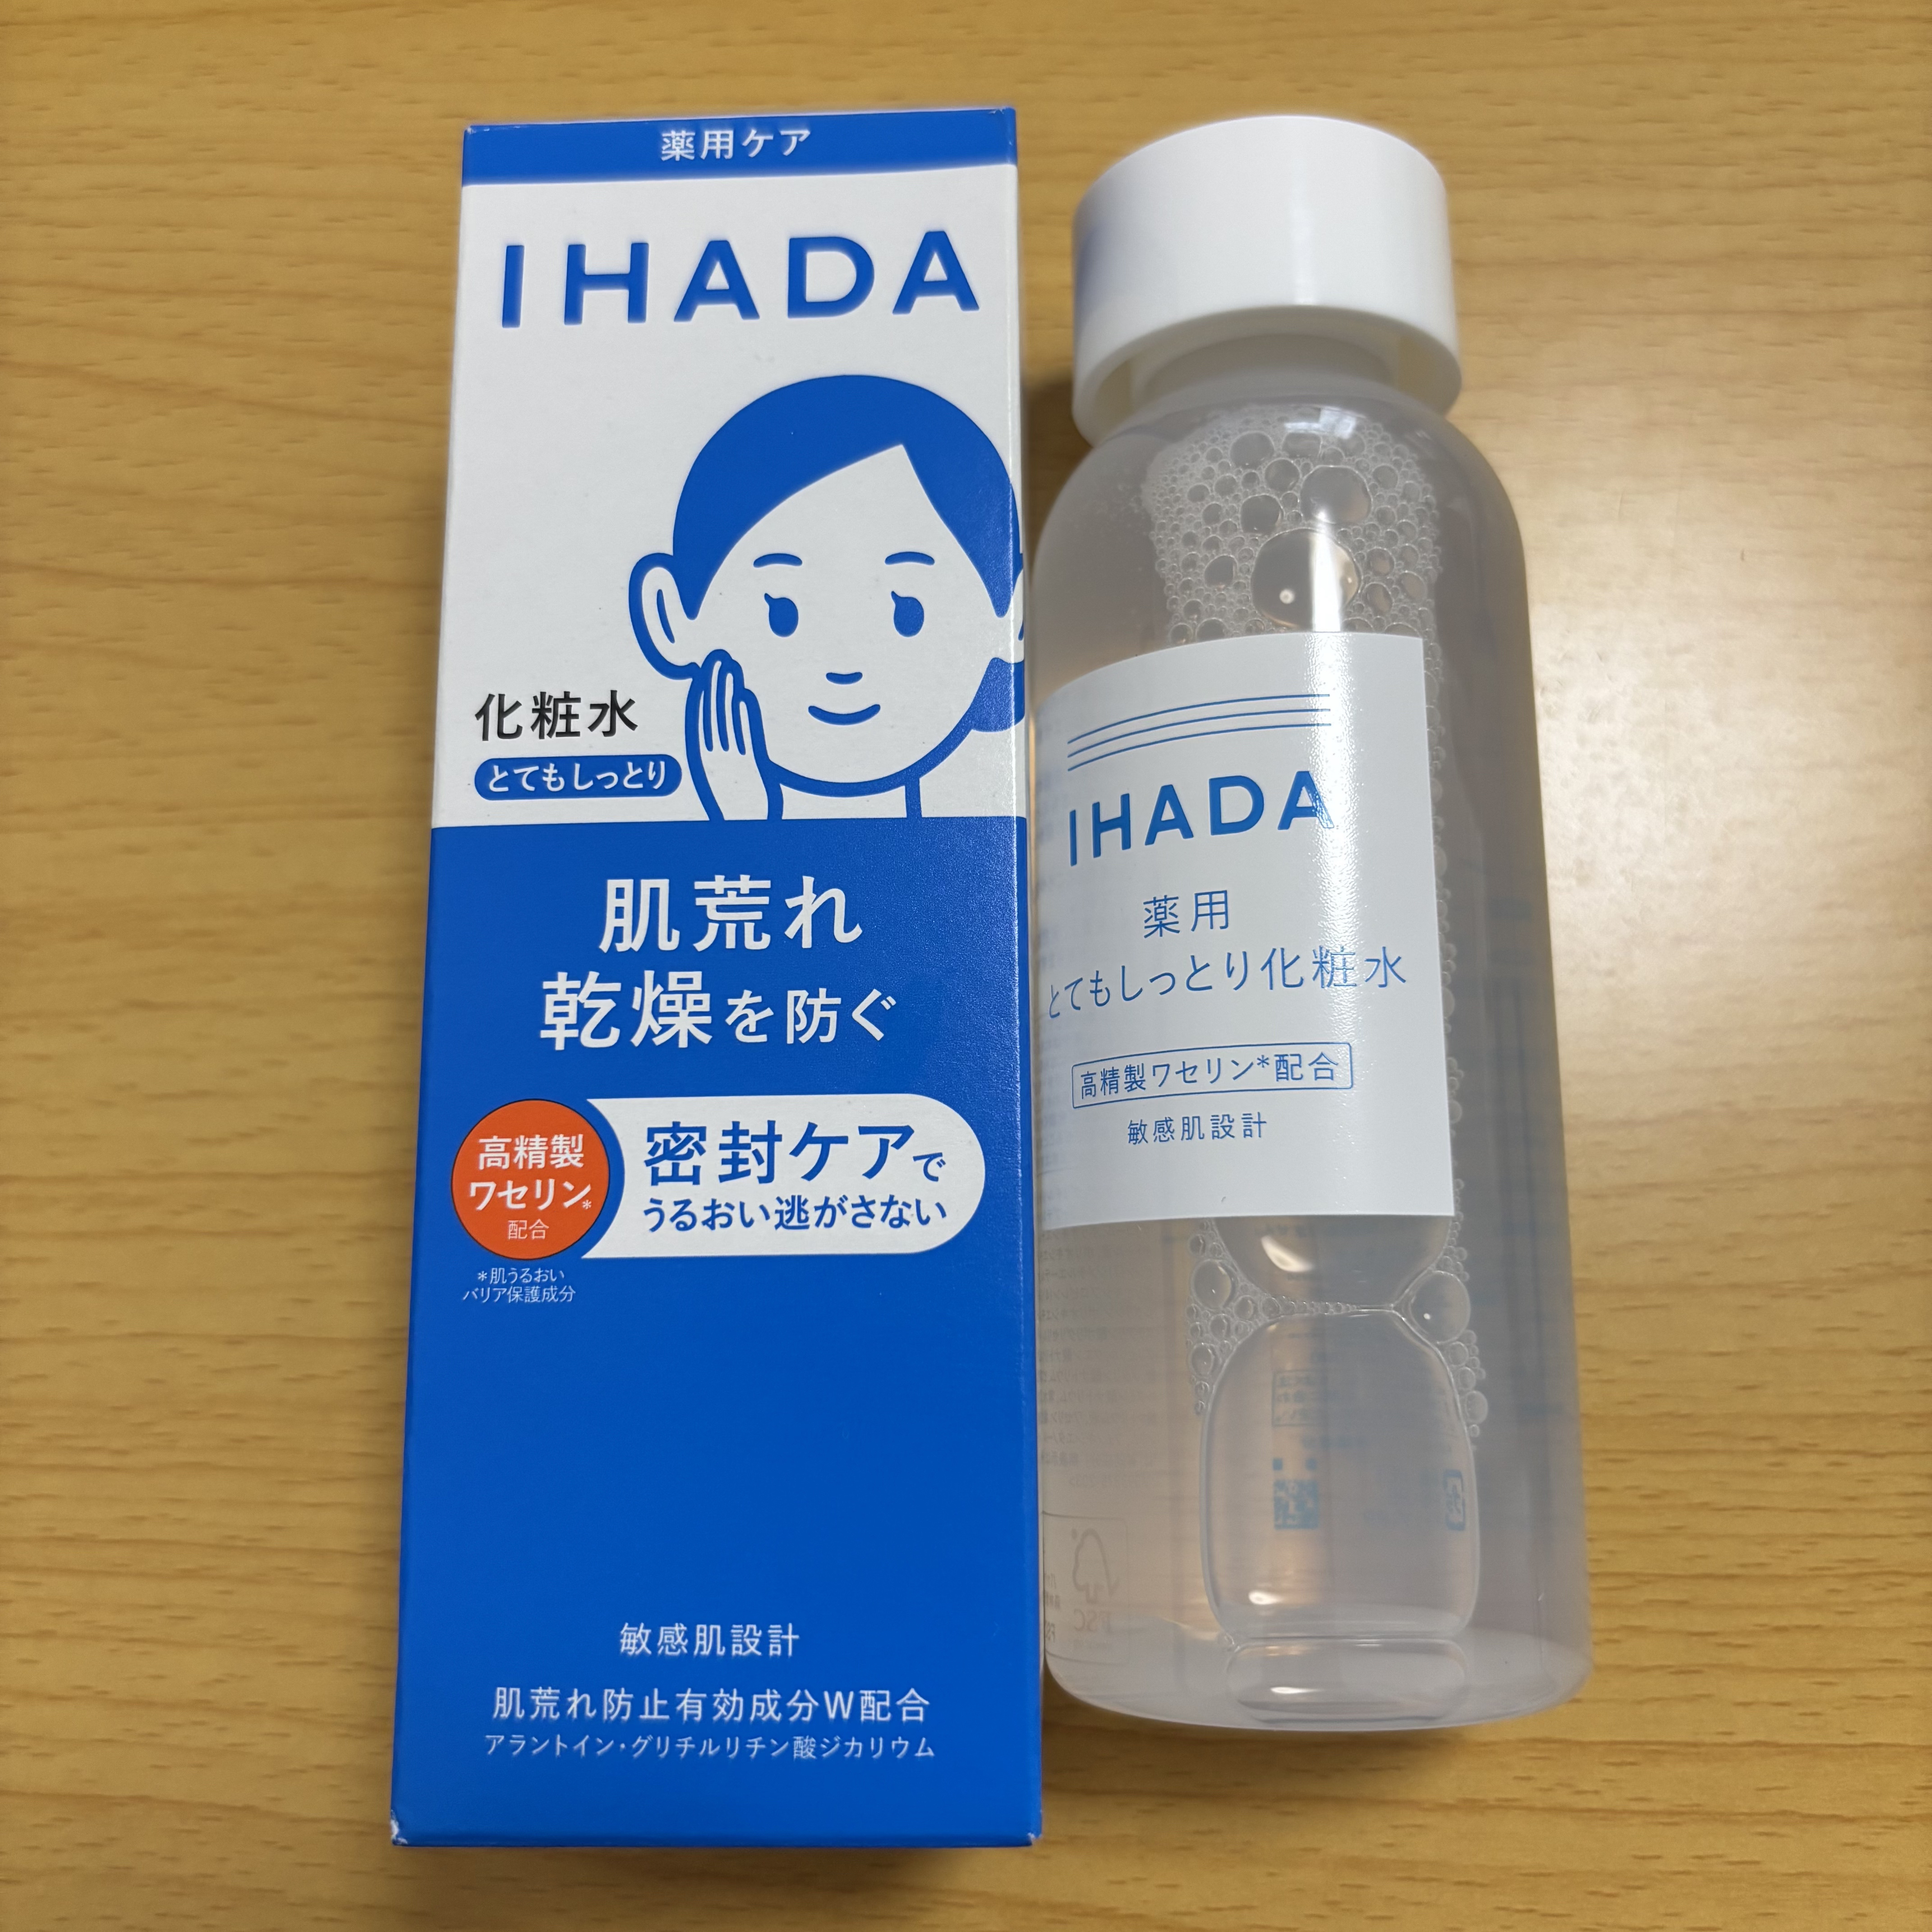 薬用ケア
IHADA
化粧水
とてもしっとり
肌荒れ
乾燥を防ぐ
高精製
ワセリン*
配合
密封ケアで
うるおい逃がさない
*肌うるおい
バリア保護成分
敏感肌設計
肌荒れ防止有効成分W配合
アラントイン・グリチルリチン酸ジカリウム
IHADA
薬用
とてもしっとり化粧水
高精製ワセリン*配合
敏感肌設計